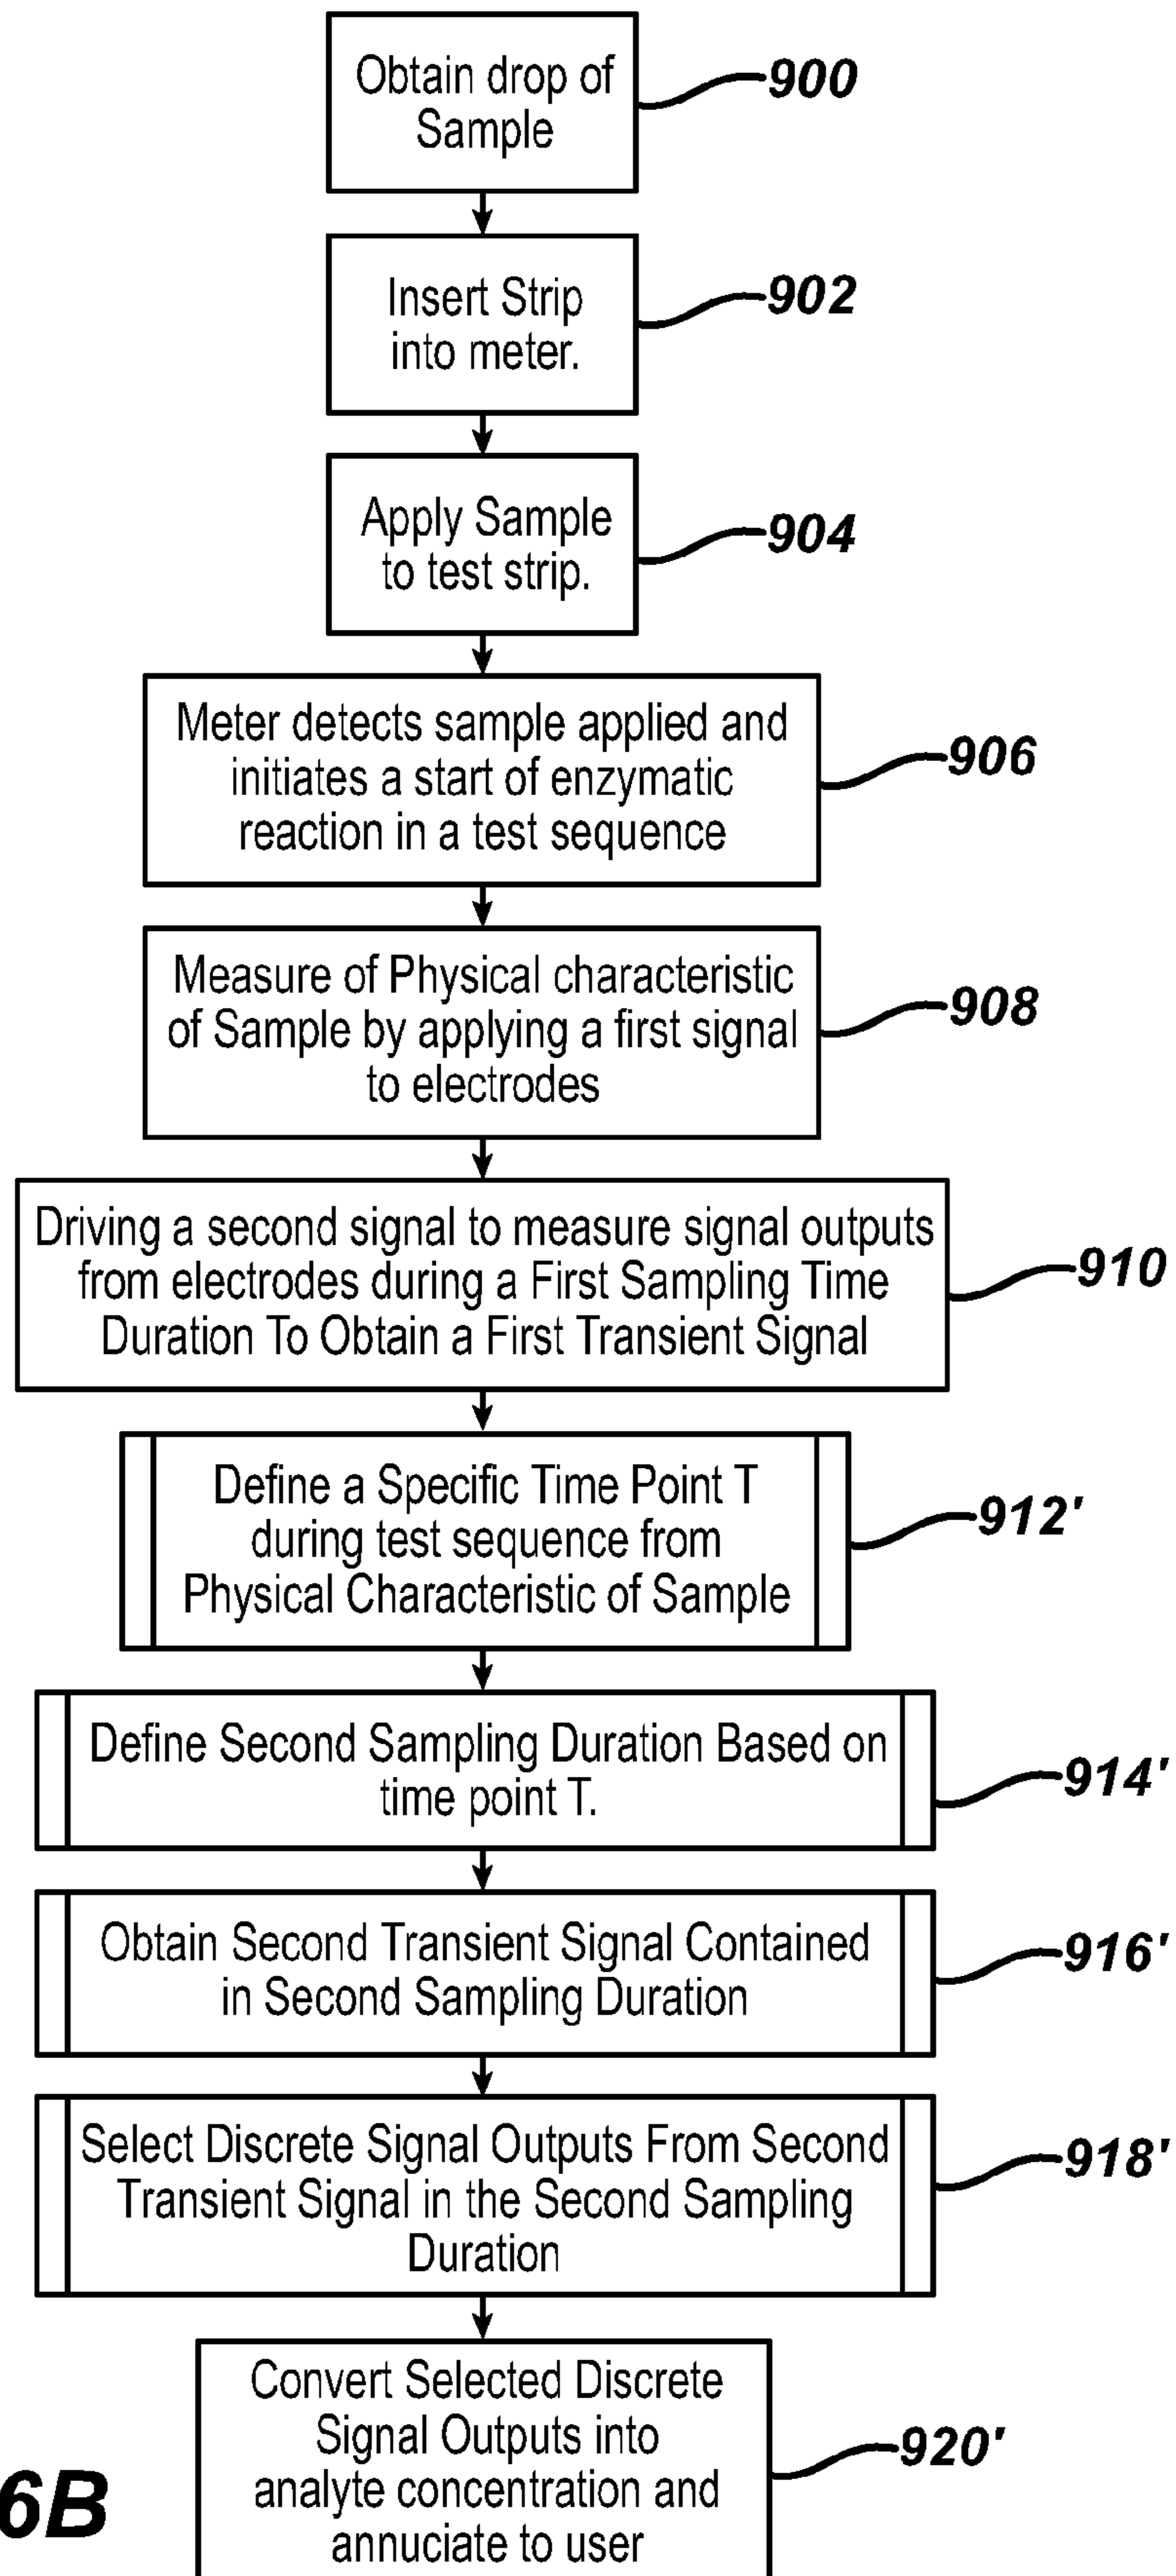 Obtain drop of
Sample
900
Insert Strip
into meter.
902
Apply Sample
to test strip.
904
Meter detects sample applied and
initiates a start of enzymatic
reaction in a test sequence
906
Measure of Physical characteristic
of Sample by applying a first signal
to electrodes
908
Driving a second signal to measure signal outputs
from electrodes during a First Sampling Time
Duration To Obtain a First Transient Signal
910
Define a Specific Time Point T
during test sequence from
Physical Characteristic of Sample
912'
Define Second Sampling Duration Based on
time point T.
914'
Obtain Second Transient Signal Contained
in Second Sampling Duration
916'
Select Discrete Signal Outputs From Second
Transient Signal in the Second Sampling
Duration
918'
Convert Selected Discrete
Signal Outputs into
analyte concentration and
annuciate to user
920'
6B